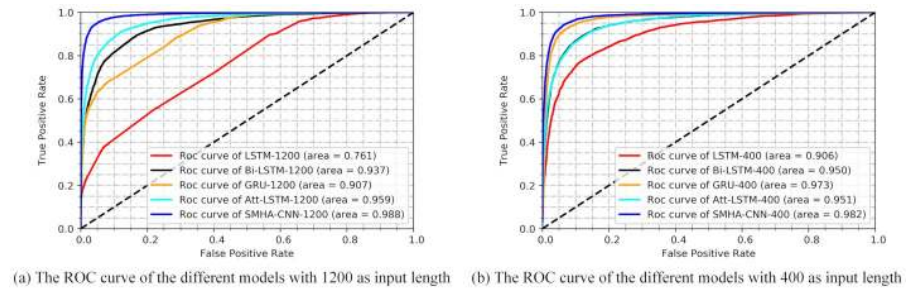 1.0
0.8
0.6
0.4
0.2
0.0
True Positive Rate
Roc curve of LSTM-1200 (area = 0.761)
Roc curve of Bi-LSTM-1200 (area = 0.937)
Roc curve of GRU-1200 (area = 0.907)
Roc curve of Att-LSTM-1200 (area = 0.959)
Roc curve of SMHA-CNN-1200 (area = 0.988)
0.0 0.2 0.4 0.6 0.8 1.0
False Positive Rate
(a) The ROC curve of the different models with 1200 as input length
1.0
0.8
0.6
0.4
0.2
0.0
True Positive Rate
Roc curve of LSTM-400 (area = 0.906)
Roc curve of Bi-LSTM-400 (area = 0.950)
Roc curve of GRU-400 (area = 0.973)
Roc curve of Att-LSTM-400 (area = 0.951)
Roc curve of SMHA-CNN-400 (area = 0.982)
0.0 0.2 0.4 0.6 0.8 1.0
False Positive Rate
(b) The ROC curve of the different models with 400 as input length